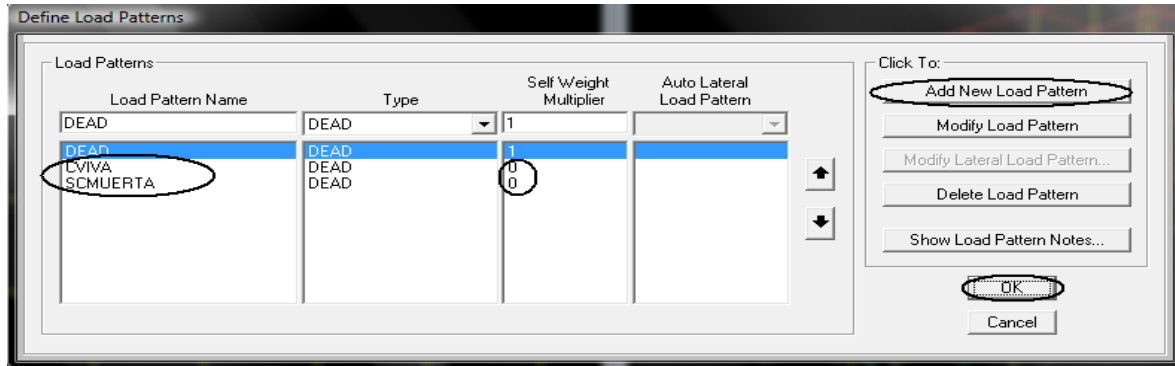 Define Load Patterns
Load Patterns
Click To:
Load Pattern Name
Type
Self Weight
Multiplier
Auto Lateral
Load Pattern
DEAD
DEAD
1
DEAD DEAD 1
CVIVA DEAD 0
SCMUERTA DEAD 0
Add New Load Pattern
Modify Load Pattern
Modify Lateral Load Pattern...
Delete Load Pattern
Show Load Pattern Notes...
OK
Cancel